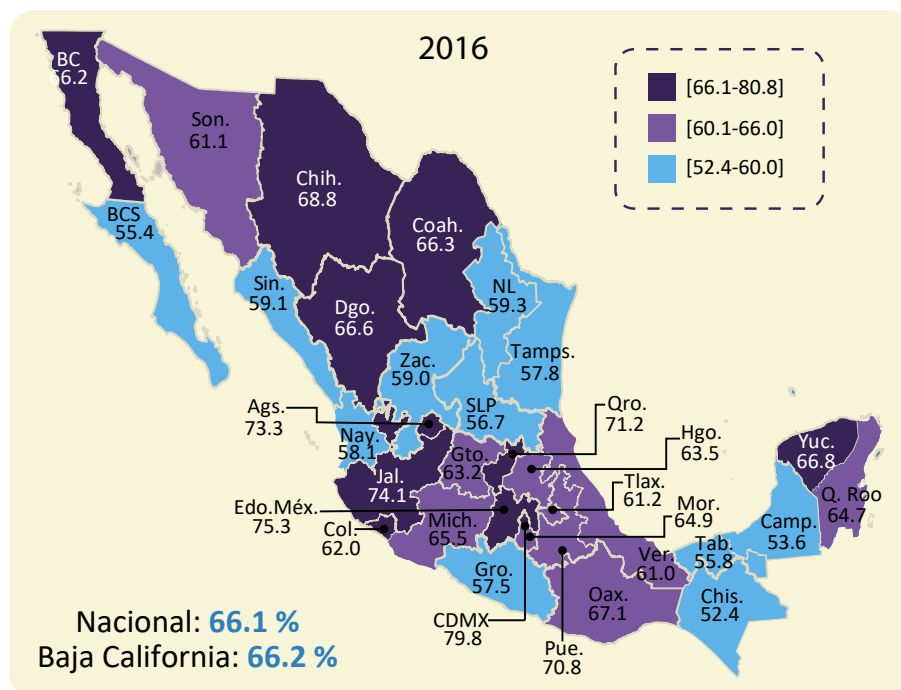 2016
[66.1-80.8]
[60.1-66.0]
[52.4-60.0]
BC
66.2
Son.
61.1
Chih.
68.8
Coah.
66.3
BCS
55.4
Sin.
59.1
Dgo.
66.6
NL
59.3
Zac.
59.0
Tamps.
57.8
SLP
56.7
Ags.
73.3
Nay.
58.1
Qro.
71.2
Hgo.
63.5
Gto.
63.2
Jal.
74.1
Yuc.
66.8
Q. Roo
64.7
Edo.Méx.
75.3
Col.
62.0
Mich.
65.5
Tlax.
61.2
Mor.
64.9
Camp.
53.6
Tab.
55.8
Ver.
61.0
Gro.
57.5
Oax.
67.1
Chis.
52.4
CDMX
79.8
Pue.
70.8
Nacional: 66.1 %
Baja California: 66.2 %